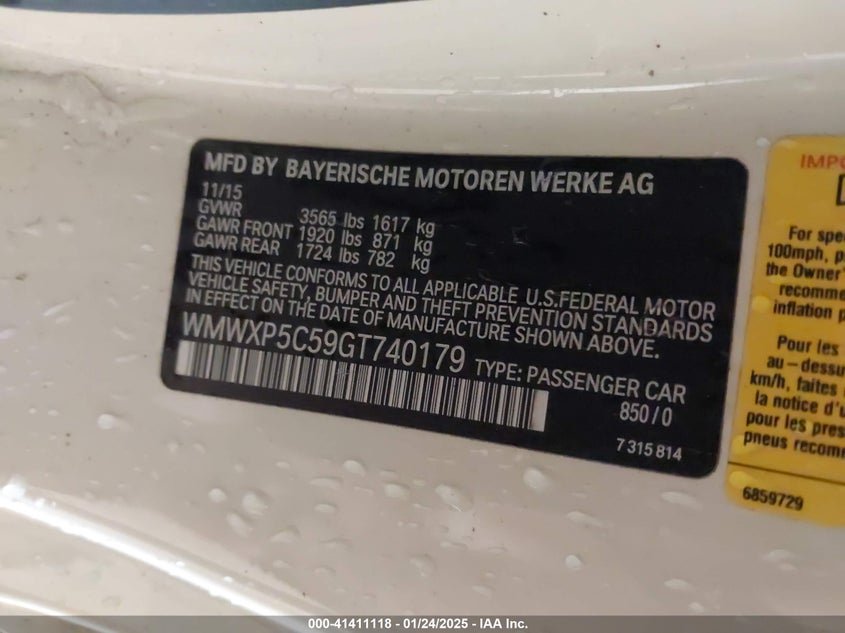 MFD BY BAYERISCHE MOTOREN WERKE AG
11/15
GVWR 3565 lbs 1617 kg
GAWR FRONT 1920 lbs 871 kg
GAWR REAR 1724 lbs 782 kg
THIS VEHICLE CONFORMS TO ALL APPLICABLE U.S.FEDERAL MOTOR
VEHICLE SAFETY, BUMPER AND THEFT PREVENTION STANDARDS
IN EFFECT ON THE DATE OF MANUFACTURE SHOWN ABOVE.
WMWXP5C59GT740179 TYPE: PASSENGER CAR
850/0
7 315 814
For
100mph,
the Owner'
inflation
Pour les
au-dessu
km/h, faites
la notice d'u
pour les pres
pneus recomm
6859729
000-41411118 - 01/24/2025 - IAA Inc.